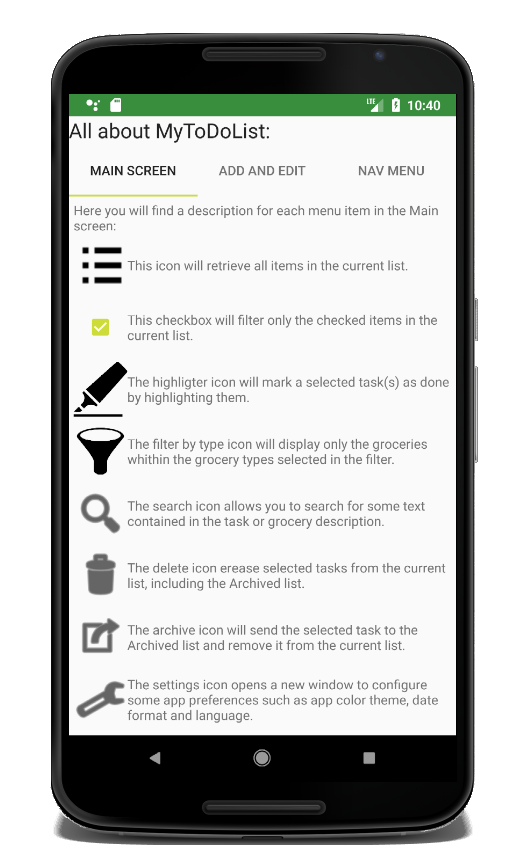 LTE 10:40
All about MyToDoList:
MAIN SCREEN ADD AND EDIT NAV MENU
Here you will find a description for each menu item in the Main
screen:
This icon will retrieve all items in the current list.
This checkbox will filter only the checked items in the
current list.
The highligter icon will mark a selected task(s) as done
by highlighting them.
The filter by type icon will display only the groceries
whithin the grocery types selected in the filter.
The search icon allows you to search for some text
contained in the task or grocery description.
The delete icon erease selected tasks from the current
list, including the Archived list.
The archive icon will send the selected task to the
Archived list and remove it from the current list.
The settings icon opens a new window to configure
some app preferences such as app color theme, date
format and language.